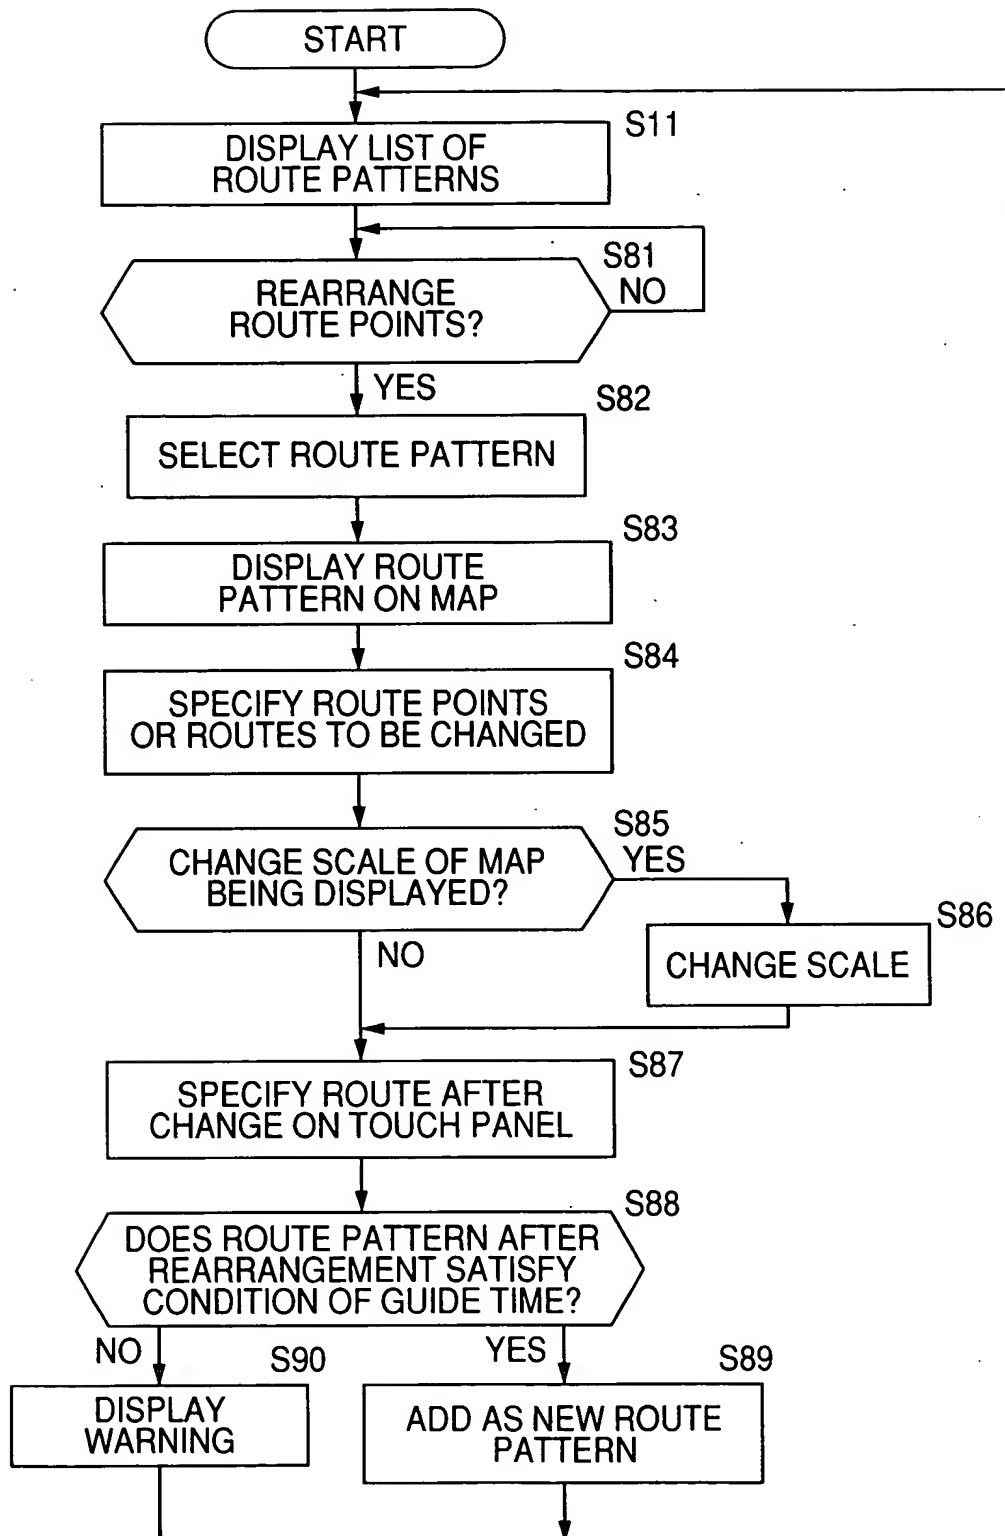 START
S11
DISPLAY LIST OF
ROUTE PATTERNS
S81
NO
REARRANGE
ROUTE POINTS?
YES
S82
SELECT ROUTE PATTERN
S83
DISPLAY ROUTE
PATTERN ON MAP
S84
SPECIFY ROUTE POINTS
OR ROUTES TO BE CHANGED
S85
YES
CHANGE SCALE OF MAP
BEING DISPLAYED?
S86
CHANGE SCALE
NO
S87
SPECIFY ROUTE AFTER
CHANGE ON TOUCH PANEL
S88
DOES ROUTE PATTERN AFTER
REARRANGEMENT SATISFY
CONDITION OF GUIDE TIME?
NO
S90
YES
S89
DISPLAY
WARNING
ADD AS NEW ROUTE
PATTERN